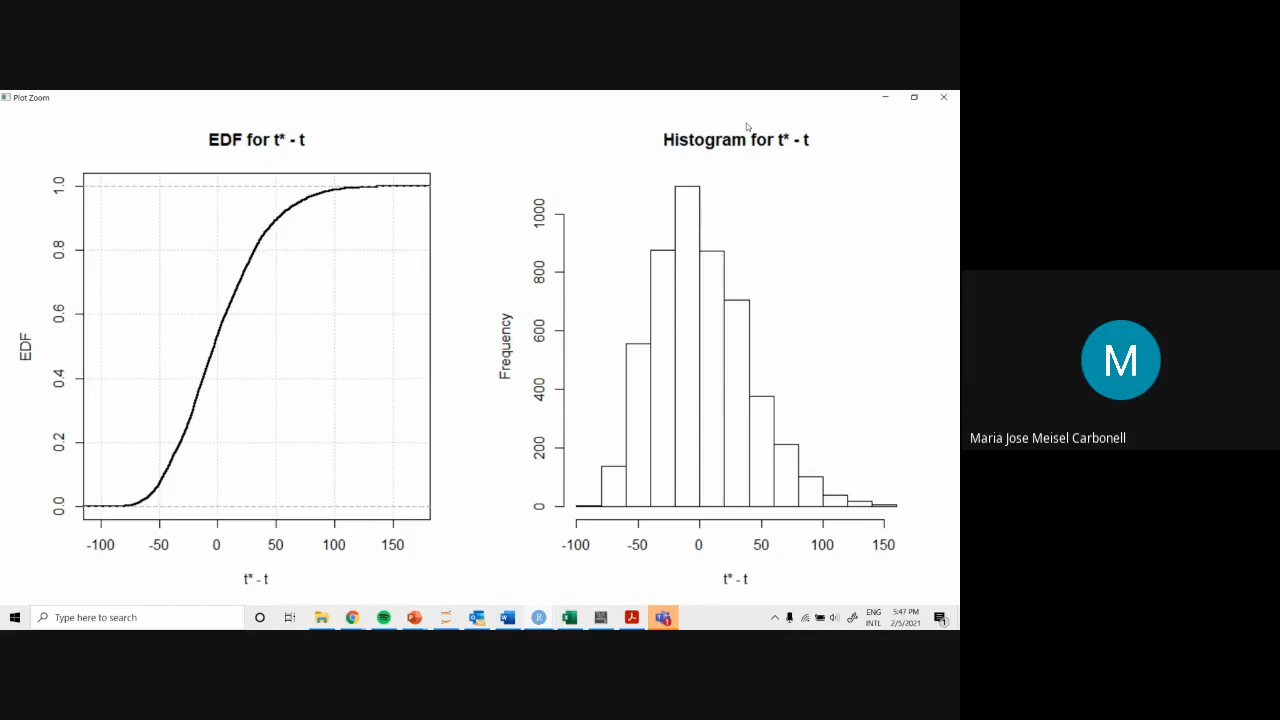 Plot Zoom
EDF for t* - t
Histogram for t* - t
EDF
1.0
0.8
0.6
0.4
0.2
0.0
-100 -50 0 50 100 150
t* - t
Frequency
1000
800
600
400
200
0
-100 -50 0 50 100 150
t* - t
M
Maria Jose Meisel Carbonell
Type here to search
ENG
INTL
5:47 PM
2/5/2021